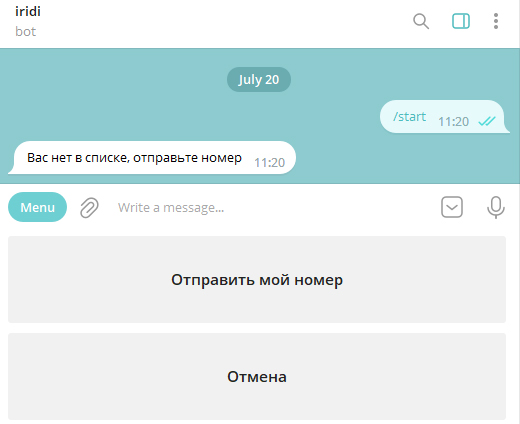 iridi
bot
July 20
/start 11:20
Вас нет в списке, отправьте номер 11:20
Menu Write a message...
Отправить мой номер
Отмена